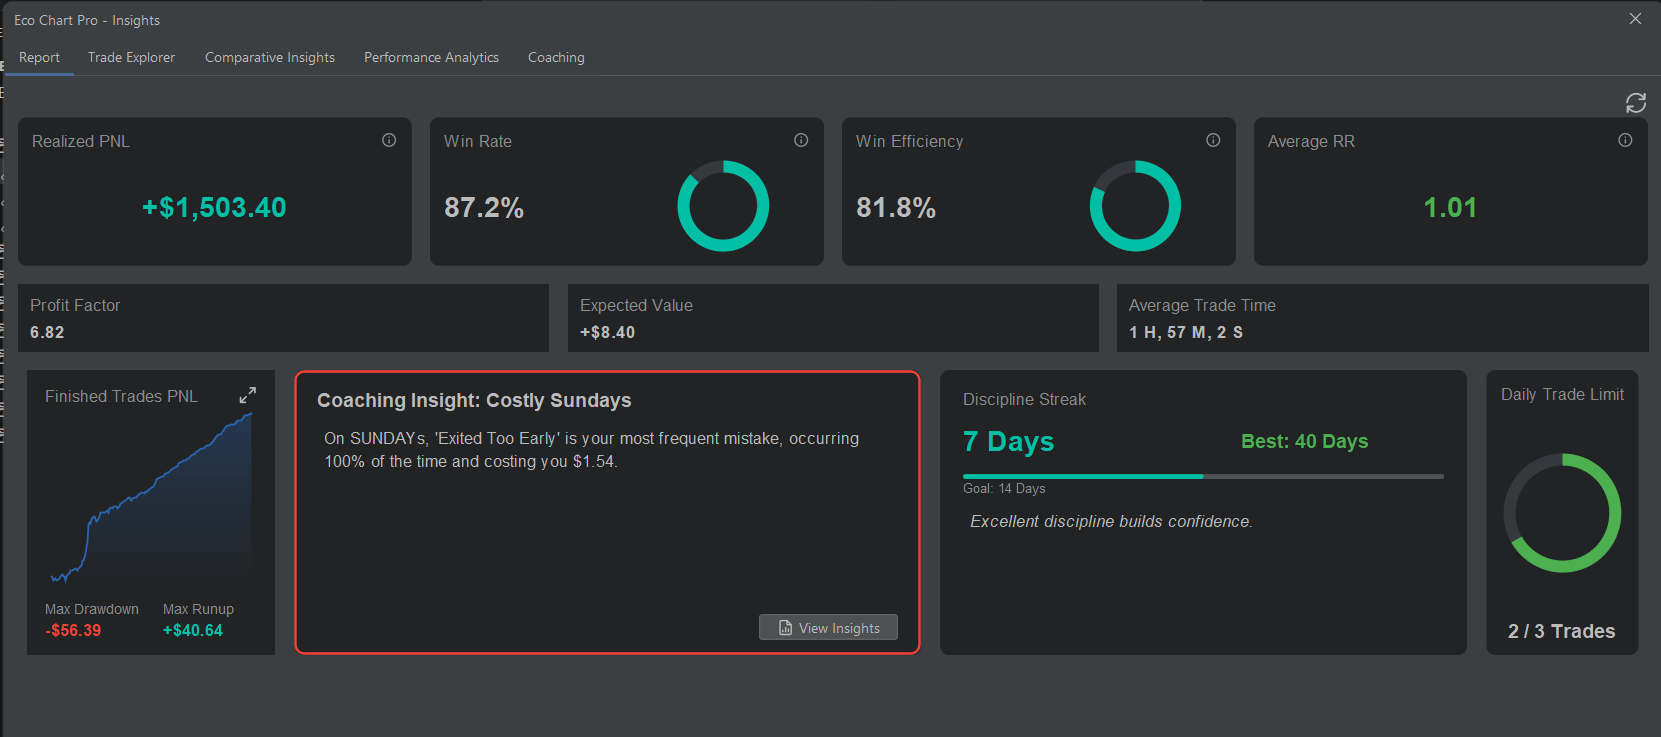 Eco Chart Pro - Insights
Report
Trade Explorer
Comparative Insights
Performance Analytics
Coaching
Realized PNL
+$1,503.40
Win Rate
87.2%
Win Efficiency
81.8%
Average RR
1.01
Profit Factor
6.82
Expected Value
+$8.40
Average Trade Time
1 H, 57 M, 2 S
Finished Trades PNL
Max Drawdown
-$56.39
Max Runup
+$40.64
Coaching Insight: Costly Sundays
On SUNDAYs, 'Exited Too Early' is your most frequent mistake, occurring
100% of the time and costing you $1.54.
View Insights
Discipline Streak
7 Days
Best: 40 Days
Goal: 14 Days
Excellent discipline builds confidence.
Daily Trade Limit
2 / 3 Trades